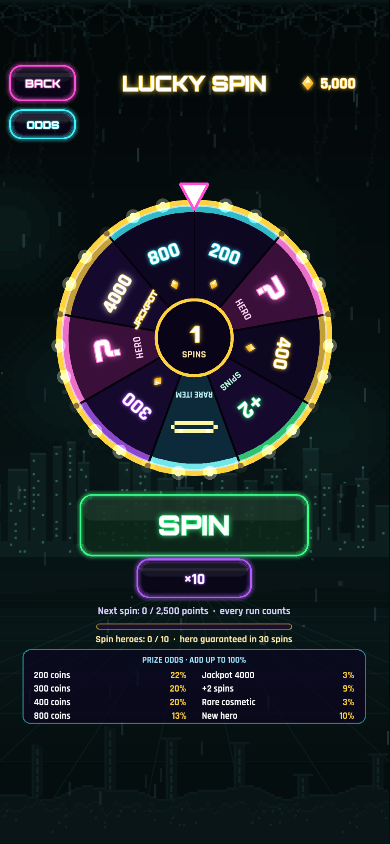 BACK
LUCKY SPIN
5,000
ODDS
800
200
4000
JACKPOT
?
HERO
?
HERO
400
1
SPINS
300
RARE ITEM
+2
SPINS
SPIN
×10
Next spin: 0 / 2,500 points · every run counts
Spin heroes: 0 / 10 · hero guaranteed in 30 spins
PRIZE ODDS · ADD UP TO 100%
200 coins 22% Jackpot 4000 3%
300 coins 20% +2 spins 9%
400 coins 20% Rare cosmetic 3%
800 coins 13% New hero 10%